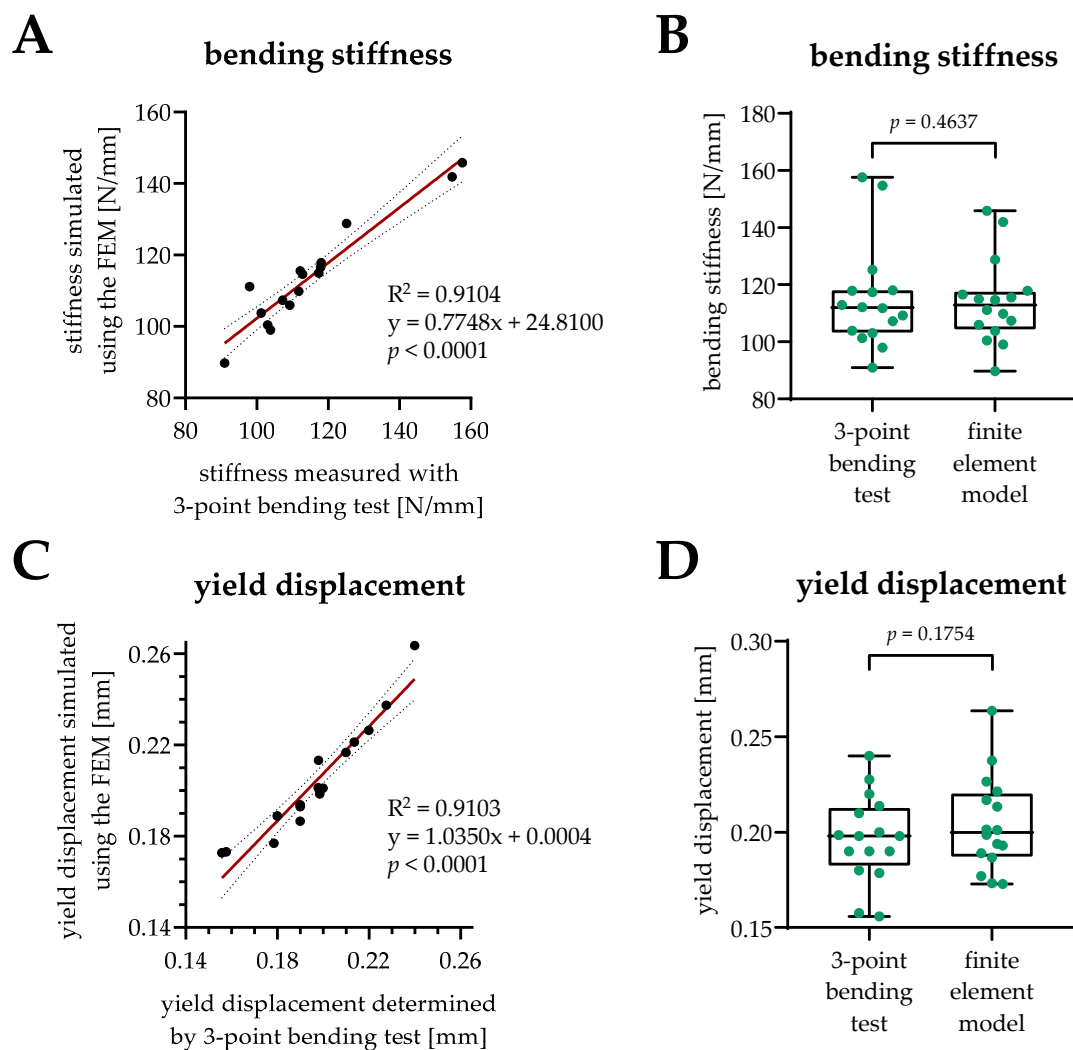 A
bending stiffness
stiffness simulated
using the FEM [N/mm]
160
140
120
100
80
80 100 120 140 160
R² = 0.9104
y = 0.7748x + 24.8100
p < 0.0001
stiffness measured with
3-point bending test [N/mm]
B
bending stiffness
bending stiffness [N/mm]
180
160
140
120
100
80
p = 0.4637
3-point
bending
test
finite
element
model
C
yield displacement
yield displacement simulated
using the FEM [mm]
0.26
0.22
0.18
0.14
0.14 0.18 0.22 0.26
R² = 0.9103
y = 1.0350x + 0.0004
p < 0.0001
yield displacement determined
by 3-point bending test [mm]
D
yield displacement
yield displacement [mm]
0.30
0.25
0.20
0.15
p = 0.1754
3-point
bending
test
finite
element
model